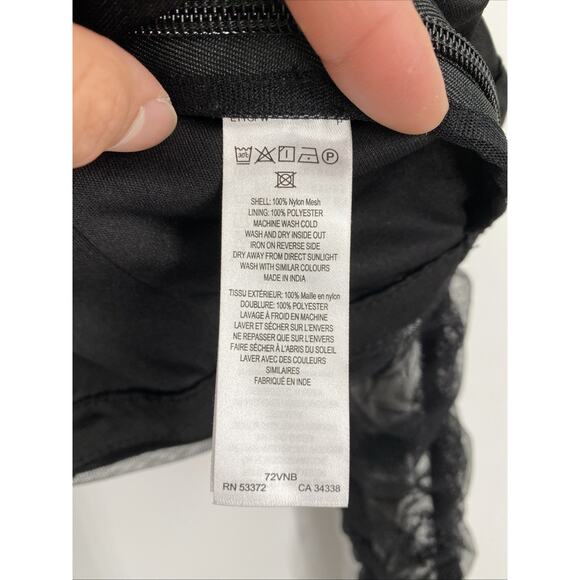 SHELL: 100% Nylon Mesh
LINING: 100% POLYESTER
MACHINE WASH COLD
WASH AND DRY INSIDE OUT
IRON ON REVERSE SIDE
DRY AWAY FROM DIRECT SUNLIGHT
WASH WITH SIMILAR COLOURS
MADE IN INDIA
TISSU EXTÉRIEUR: 100% Maille en nylon
DOUBLURE: 100% POLYESTER
LAVAGE À FROID EN MACHINE
LAVER ET SÉCHER SUR L'ENVERS
NE REPASSER QUE SUR L'ENVERS
FAIRE SÉCHER À L'ABRIS DU SOLEIL
LAVER AVEC DES COULEURS
SIMILAIRES
FABRIQUÉ EN INDE
72VNB
RN 53372 CA 34338